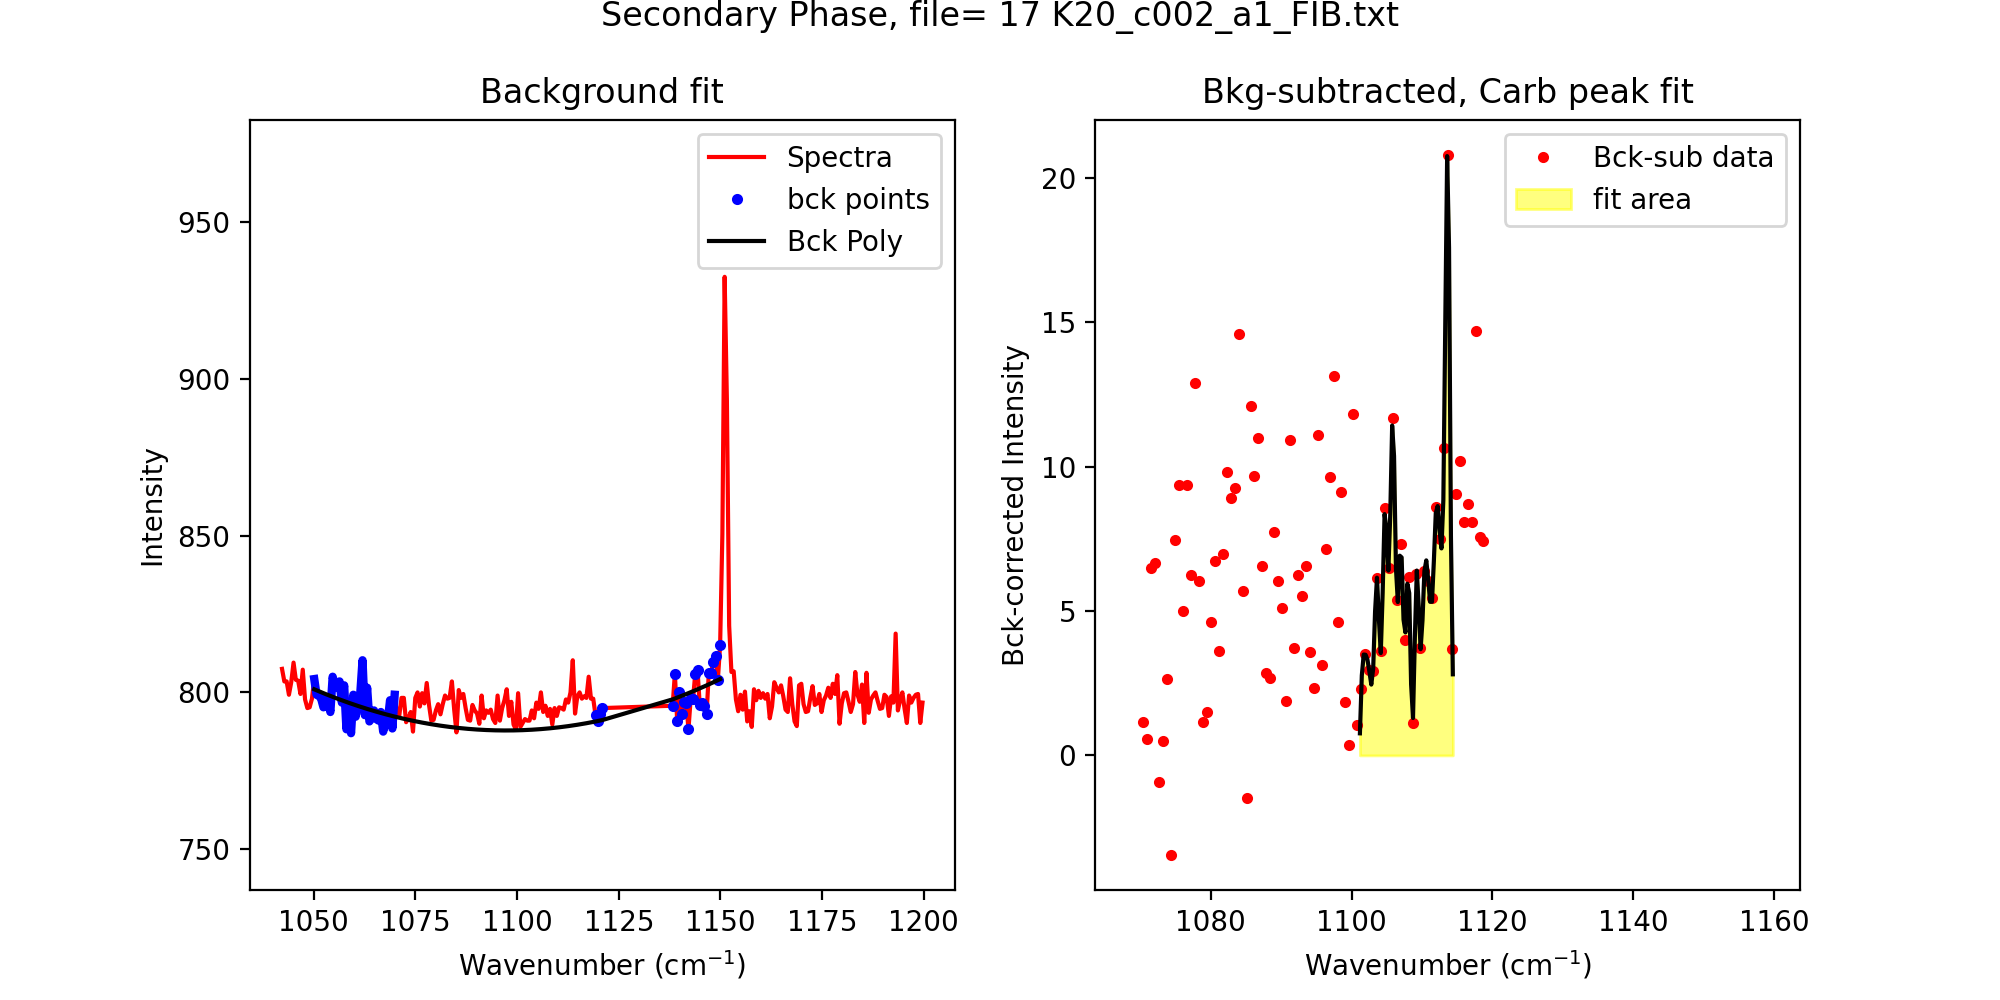 Secondary Phase, file= 17 K20_c002_a1_FIB.txt
Background fit
Spectra
bck points
Bck Poly
950
900
850
800
750
Intensity
1050 1075 1100 1125 1150 1175 1200
Wavenumber (cm⁻¹)
Bkg-subtracted, Carb peak fit
Bck-sub data
fit area
20
15
10
5
0
Bck-corrected Intensity
1080 1100 1120 1140 1160
Wavenumber (cm⁻¹)